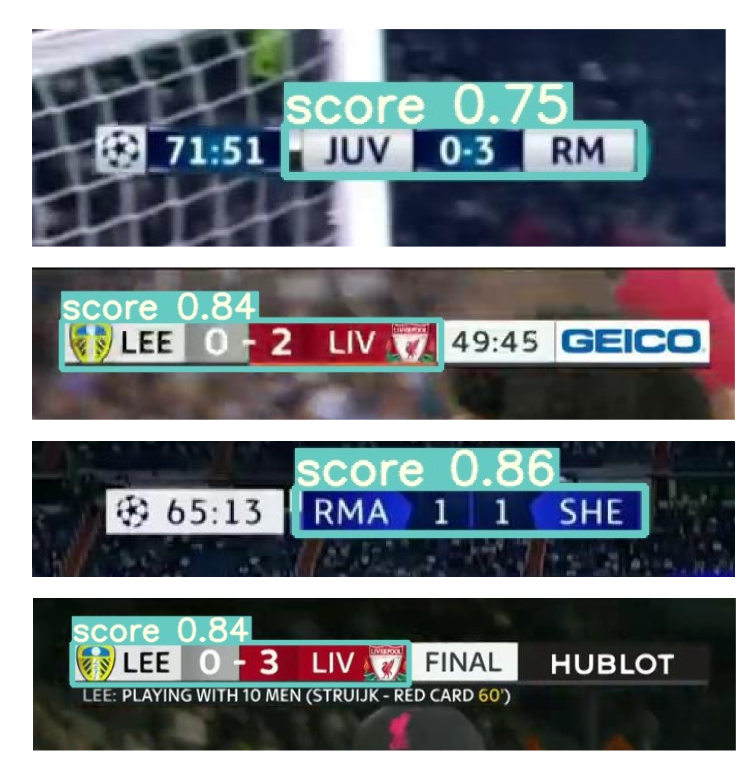 score 0.75
71:51 JUV 0-3 RM
score 0.84
LEE 0 - 2 LIV 49:45 GEICO
score 0.86
65:13 RMA 1 1 SHE
score 0.84
LEE 0 - 3 LIV FINAL HUBLOT
LEE: PLAYING WITH 10 MEN (STRUIJK - RED CARD 60')